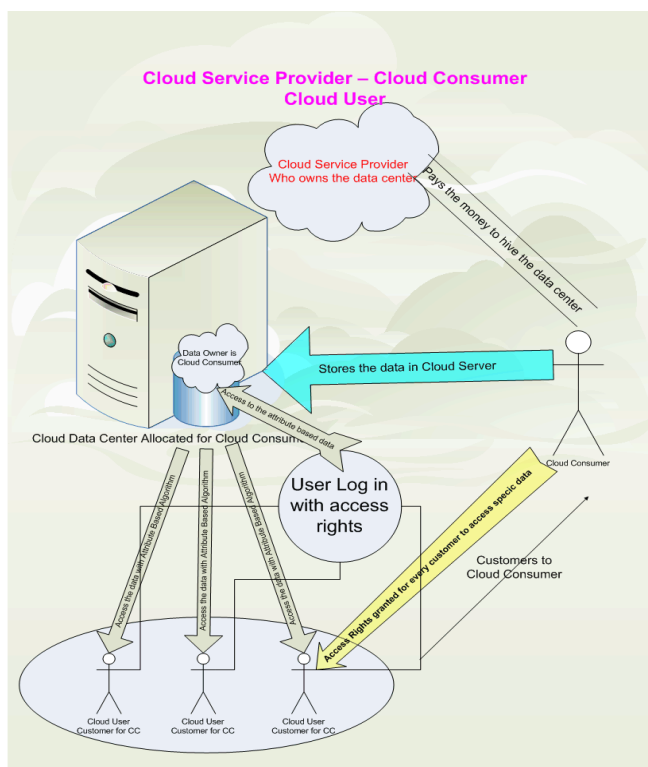 Cloud Service Provider – Cloud Consumer
Cloud User
Cloud Service Provider
Who owns the data center
Pays the money to hive the data center
Data Owner is
Cloud Consumer
Stores the data in Cloud Server
Access to the attribute based data
Cloud Data Center Allocated for Cloud Consum
Cloud Consumer
User Log in
with access
rights
Access the data with Attribute Based Algorithm
Access the data with Attribute Based Algorithm
Access the data with Attribute Based Algorithm
Access Rights granted for every customer to access specic data
Customers to
Cloud Consumer
Cloud User
Customer for CC
Cloud User
Customer for CC
Cloud User
Customer for CC